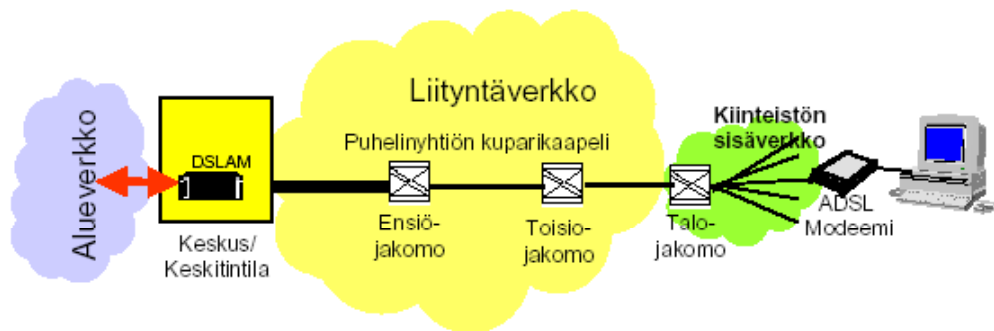 Alueverkko
DSLAM
Keskus/
Keskitintila
Liityntäverkko
Puhelinyhtiön kuparikaapeli
Ensiö-
jakomo
Toisio-
jakomo
Kiinteistön
sisäverkko
Talo-
jakomo
ADSL
Modeemi